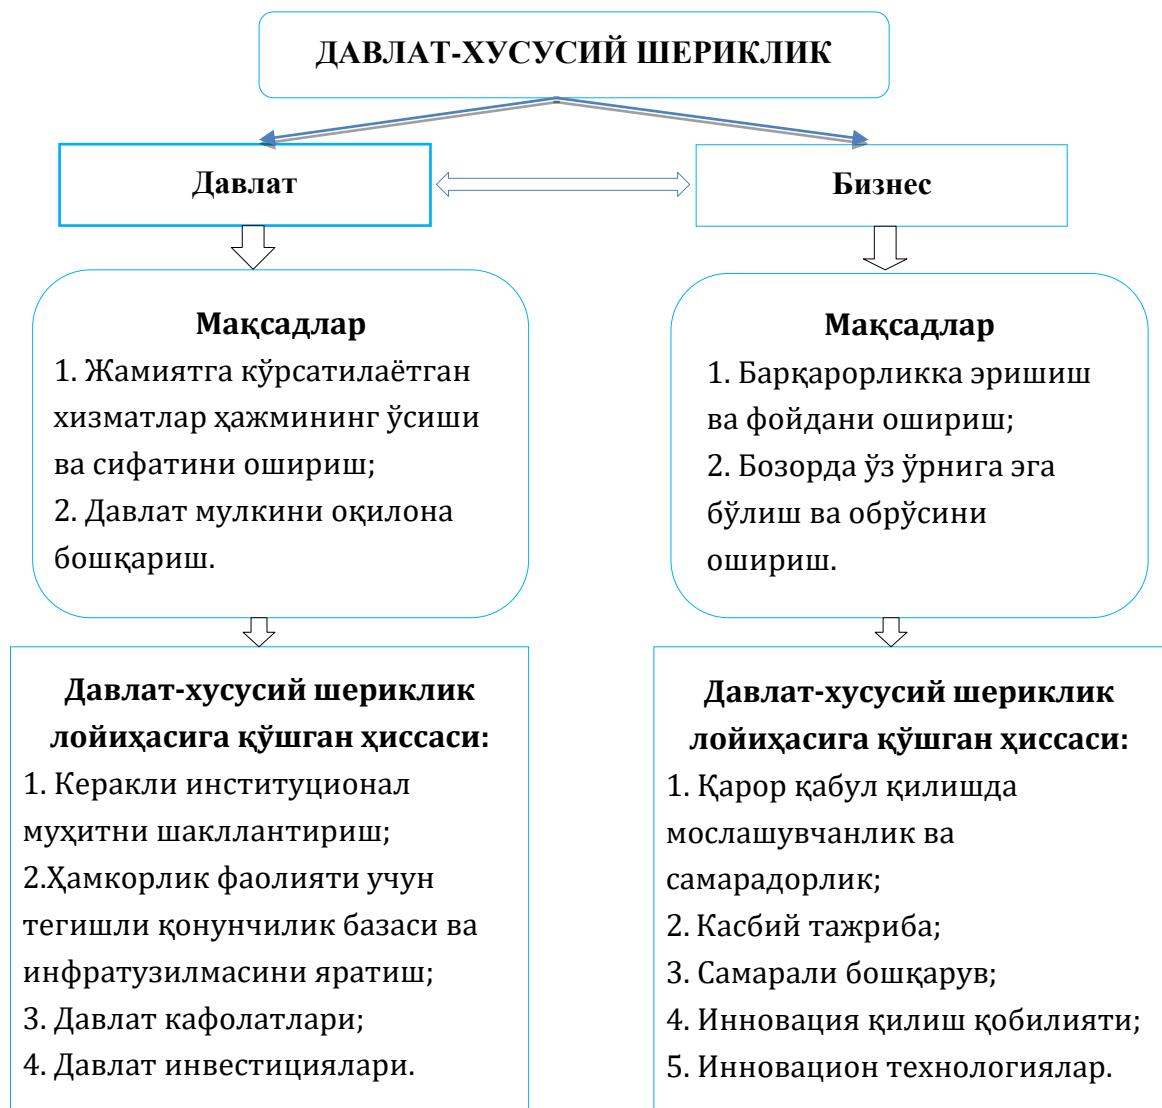 ДАВЛАТ-ХУСУСИЙ ШЕРИКЛИК
Давлат
Бизнес
Мақсадлар
1. Жамиятга кўрсатилаётган
хизматлар ҳажмининг ўсиши
ва сифатини ошириш;
2. Давлат мулкини оқилона
бошқариш.
Мақсадлар
1. Барқарорликка эришиш
ва фойдани ошириш;
2. Бозорда ўз ўрнига эга
бўлиш ва обрўсини
ошириш.
Давлат-хусусий шериклик
лойиҳасига қўшган ҳиссаси:
1. Керакли институционал
муҳитни шакллантириш;
2.Ҳамкорлик фаолияти учун
тегишли қонунчилик базаси ва
инфратузилмасини яратиш;
3. Давлат кафолатлари;
4. Давлат инвестициялари.
Давлат-хусусий шериклик
лойиҳасига қўшган ҳиссаси:
1. Қарор қабул қилишда
мослашувчанлик ва
самарадорлик;
2. Касбий тажриба;
3. Самарали бошқарув;
4. Инновация қилиш қобилияти;
5. Инновацион технологиялар.